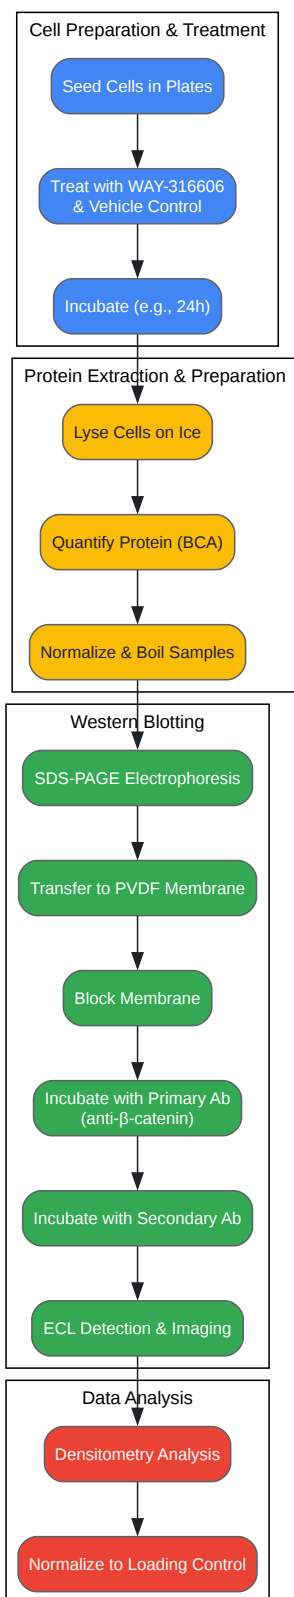 Cell Preparation & Treatment
Seed Cells in Plates
Treat with WAY-316606
& Vehicle Control
Incubate (e.g., 24h)
Protein Extraction & Preparation
Lyse Cells on Ice
Quantify Protein (BCA)
Normalize & Boil Samples
Western Blotting
SDS-PAGE Electrophoresis
Transfer to PVDF Membrane
Block Membrane
Incubate with Primary Ab
(anti-β-catenin)
Incubate with Secondary Ab
ECL Detection & Imaging
Data Analysis
Densitometry Analysis
Normalize to Loading Control